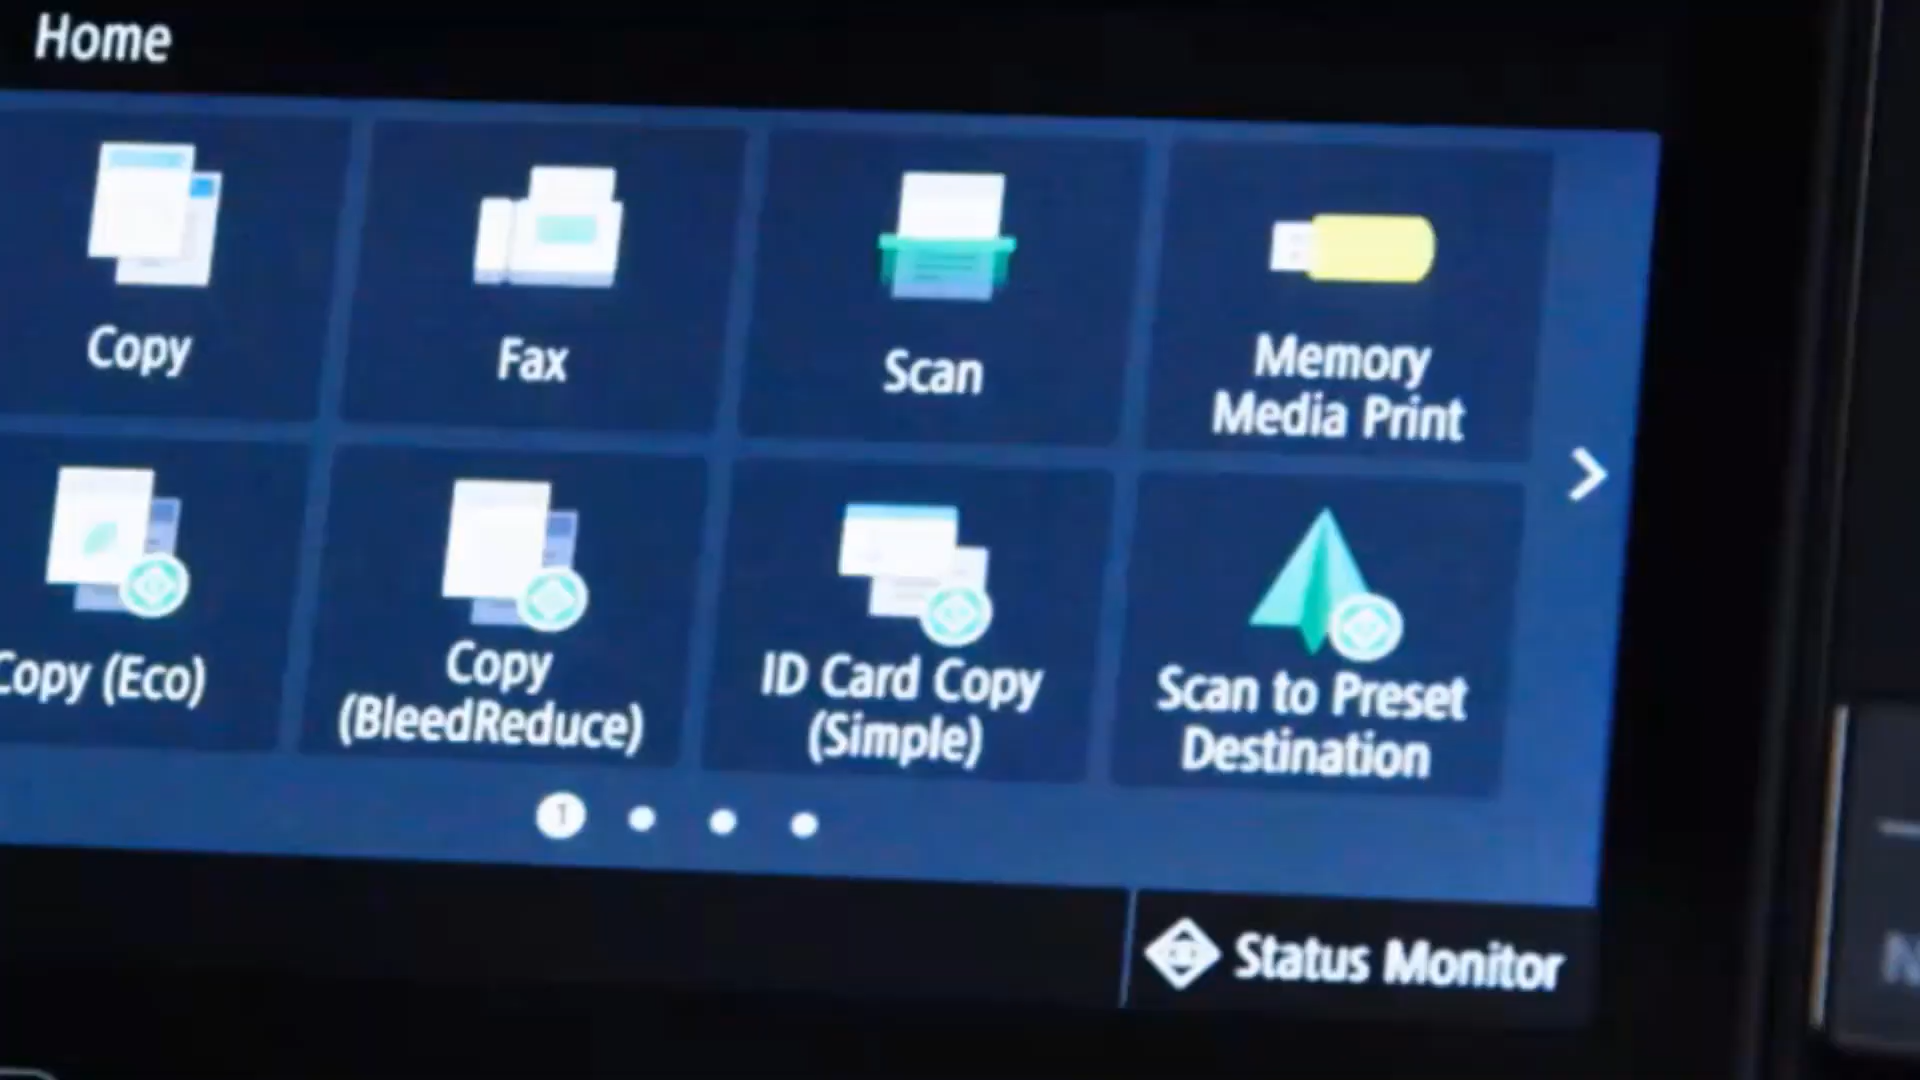 Home
Copy
Fax
Scan
Memory
Media Print
Copy (Eco)
Copy
(BleedReduce)
ID Card Copy
(Simple)
Scan to Preset
Destination
1
Status Monitor